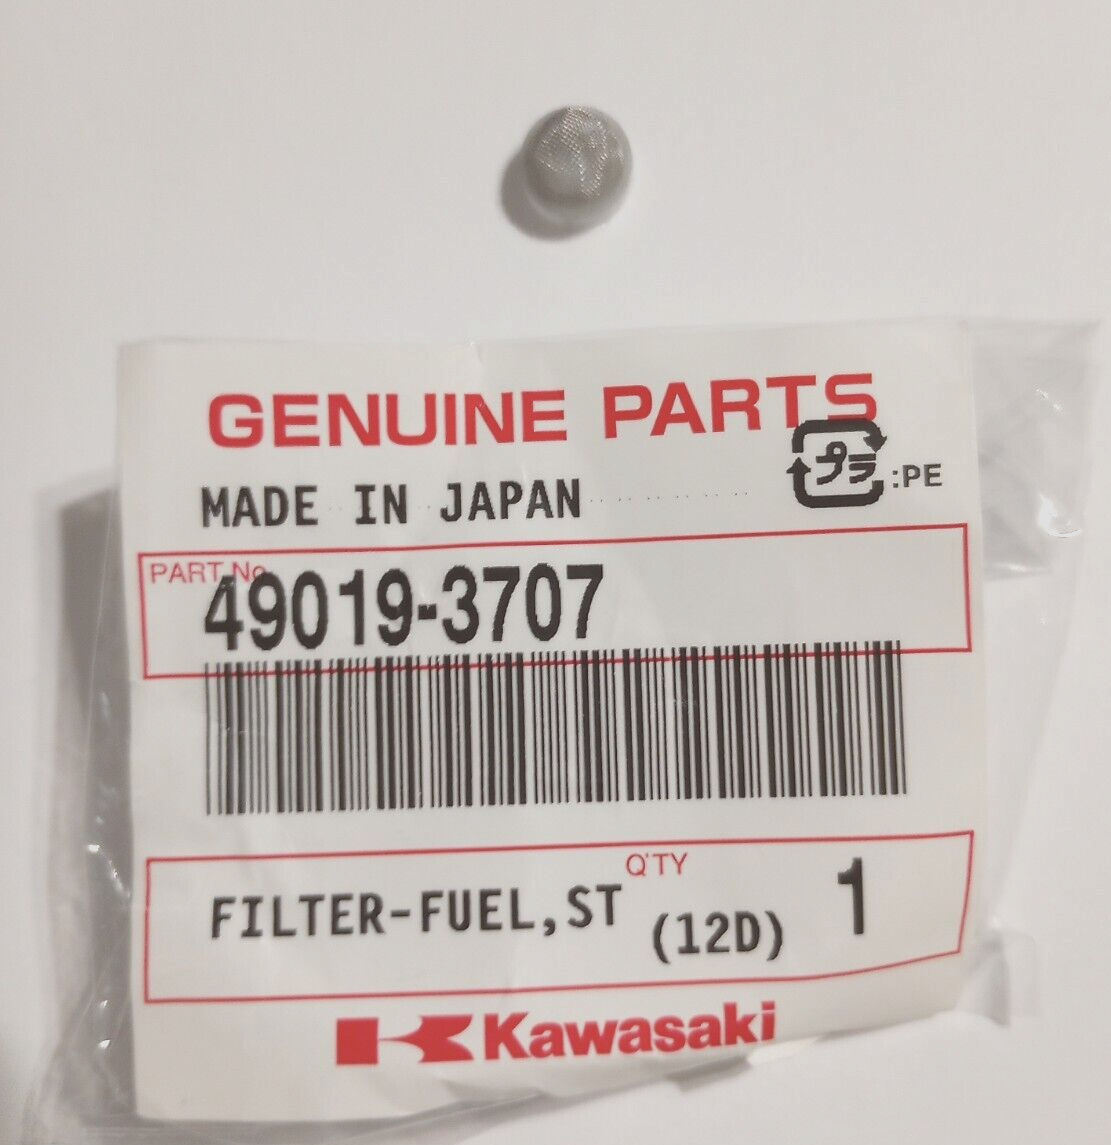 GENUINE PARTS
MADE IN JAPAN
プラ :PE
PART No.
49019-3707
Q'TY
FILTER-FUEL,ST (12D) 1
Kawasaki